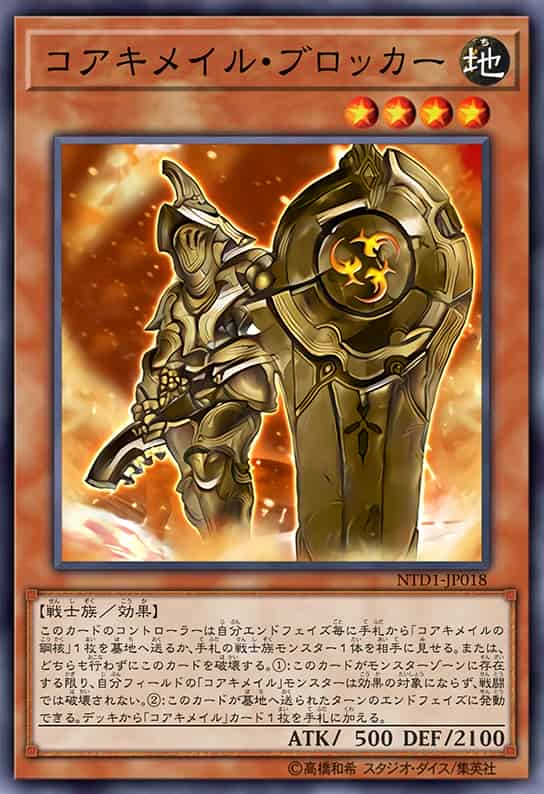 コアキメイル・ブロッカー
地
NTD1-JP018
【戦士族／効果】
このカードのコントローラーは自分エンドフェイズ毎に手札から「コアキメイルの
鋼核」１枚を墓地へ送るか、手札の戦士族モンスター１体を相手に見せる。または、
どちらも行わずにこのカードを破壊する。①：このカードがモンスターゾーンに存在
する限り、自分フィールドの「コアキメイル」モンスターは効果の対象にならず、戦闘
では破壊されない。②：このカードが墓地へ送られたターンのエンドフェイズに発動
できる。デッキから「コアキメイル」カード１枚を手札に加える。
ATK/ 500 DEF/2100
©高橋和希 スタジオ・ダイス/集英社